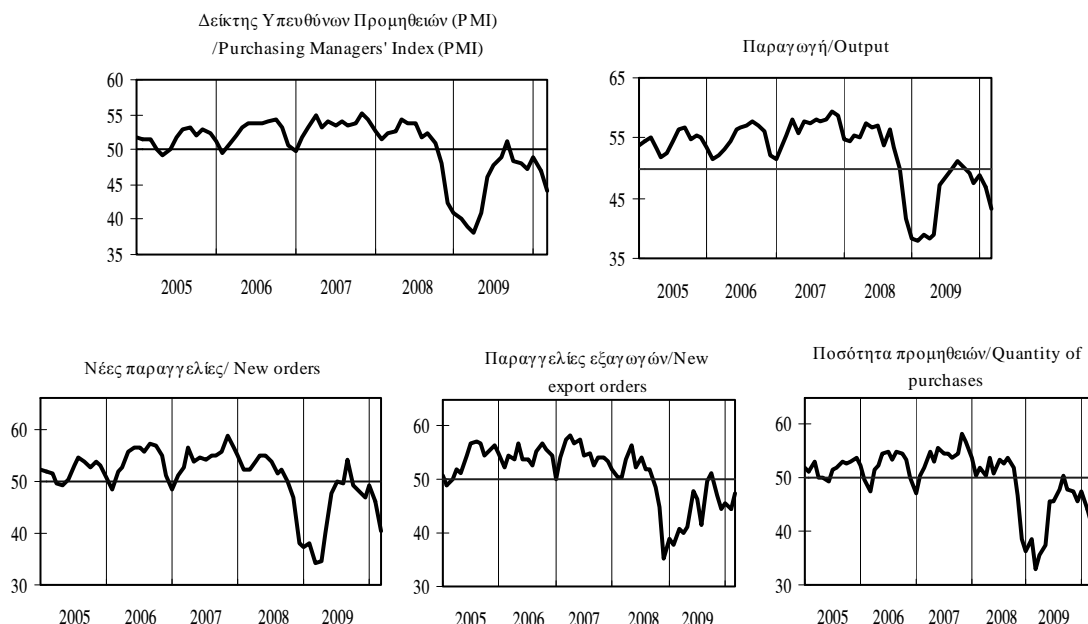 Δείκτης Υπευθύνων Προμηθειών (PMI)
/Purchasing Managers' Index (PMI)
60
55
50
45
40
35
2005 2006 2007 2008 2009
Παραγωγή/Output
65
55
45
35
2005 2006 2007 2008 2009
Νέες παραγγελίες/ New orders
60
50
40
30
2005 2006 2007 2008 2009
Παραγγελίες εξαγωγών/New
export orders
60
50
40
30
2005 2006 2007 2008 2009
Ποσότητα προμηθειών/Quantity of
purchases
60
50
40
30
2005 2006 2007 2008 2009